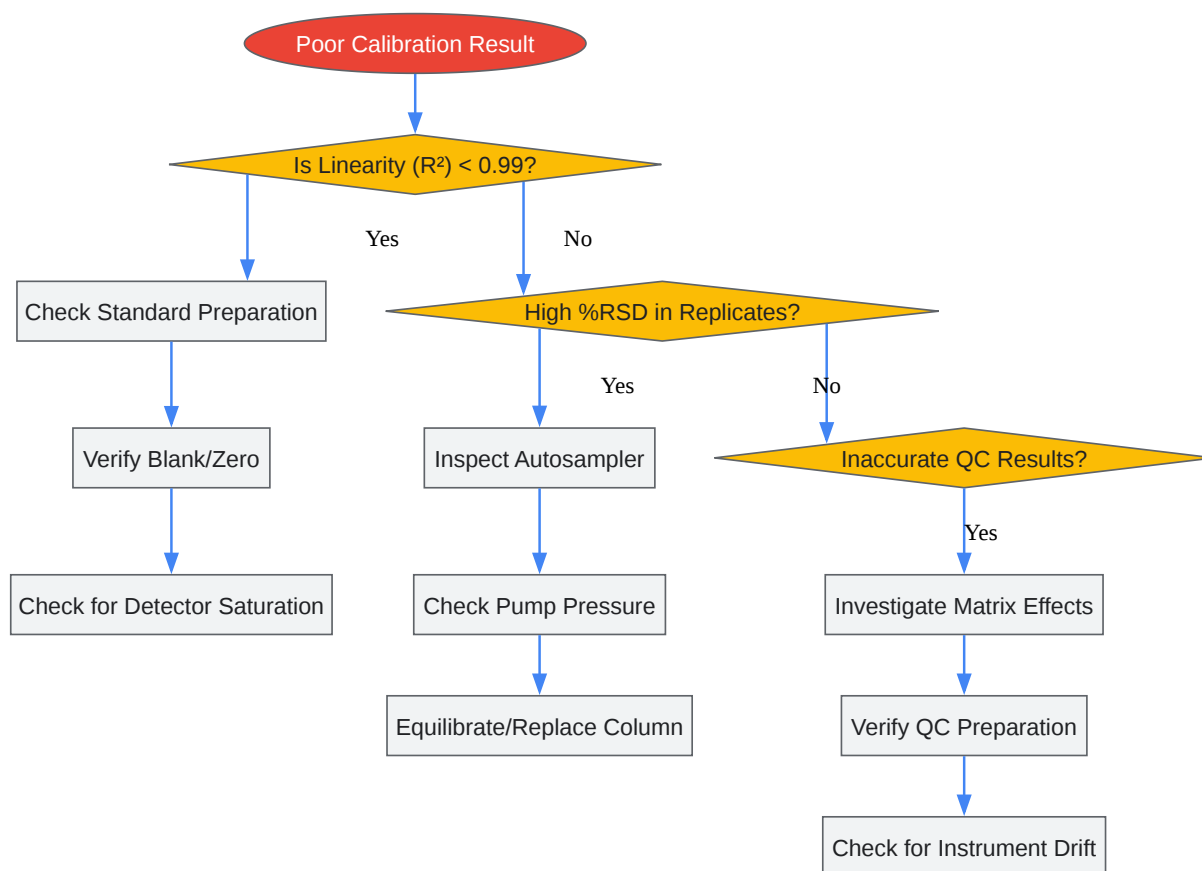 Poor Calibration Result
Is Linearity (R²) < 0.99?
Yes
No
Check Standard Preparation
High %RSD in Replicates?
Yes
No
Verify Blank/Zero
Inspect Autosampler
Inaccurate QC Results?
Yes
Check for Detector Saturation
Check Pump Pressure
Investigate Matrix Effects
Equilibrate/Replace Column
Verify QC Preparation
Check for Instrument Drift